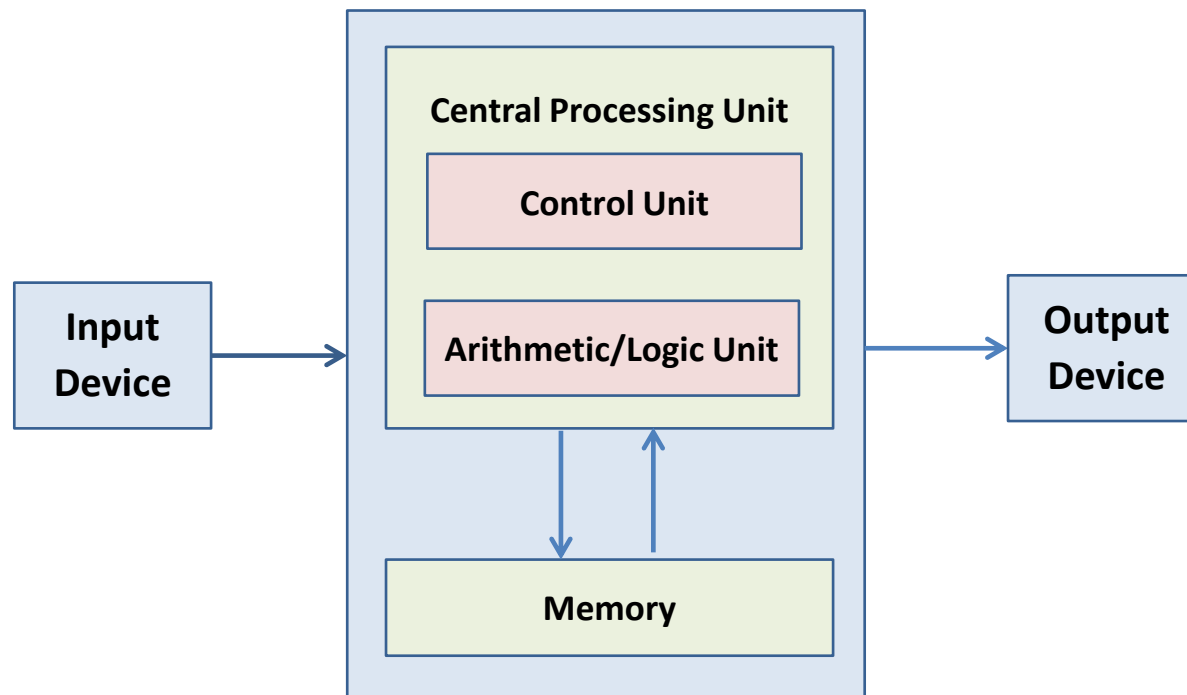 Central Processing Unit
Control Unit
Arithmetic/Logic Unit
Input
Device
Output
Device
Memory